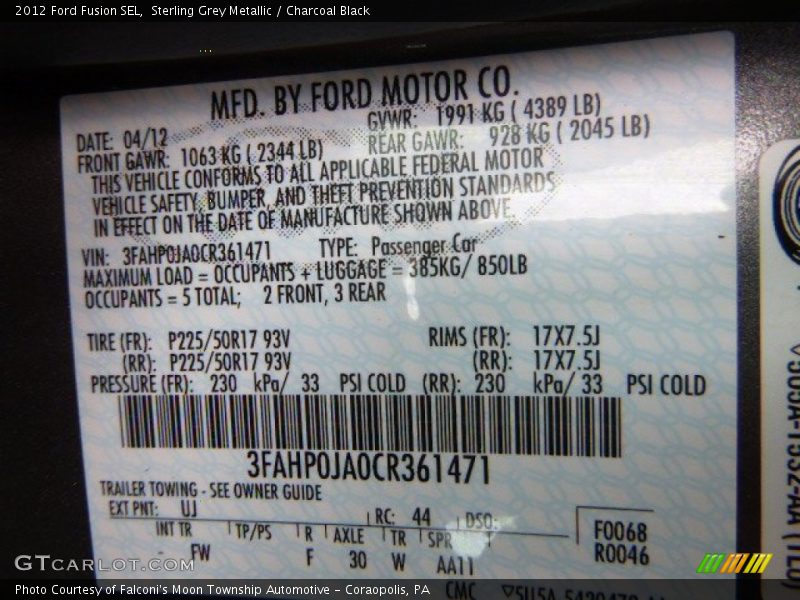 2012 Ford Fusion SEL, Sterling Grey Metallic / Charcoal Black
MFD. BY FORD MOTOR CO.
DATE: 04/12 GVWR: 1991 KG ( 4389 LB)
FRONT GAWR: 1063 KG ( 2344 LB) REAR GAWR: 928 KG ( 2045 LB)
THIS VEHICLE CONFORMS TO ALL APPLICABLE FEDERAL MOTOR
VEHICLE SAFETY, BUMPER, AND THEFT PREVENTION STANDARDS
IN EFFECT ON THE DATE OF MANUFACTURE SHOWN ABOVE.
VIN: 3FAHP0JA0CR361471 TYPE: Passenger Car
MAXIMUM LOAD = OCCUPANTS + LUGGAGE = 385KG/ 850LB
OCCUPANTS = 5 TOTAL; 2 FRONT, 3 REAR
TIRE (FR): P225/50R17 93V RIMS (FR): 17X7.5J
(RR): P225/50R17 93V (RR): 17X7.5J
PRESSURE (FR): 230 kPa/ 33 PSI COLD (RR): 230 kPa/ 33 PSI COLD
3FAHP0JA0CR361471
TRAILER TOWING - SEE OWNER GUIDE
EXT PNT: UJ RC: 44 DSO:
INT TR TP/PS R AXLE TR SPR F0068
FW F 30 W AA11 R0046
CMC
GTCARLOT.COM
Photo Courtesy of Falconi's Moon Township Automotive – Coraopolis, PA